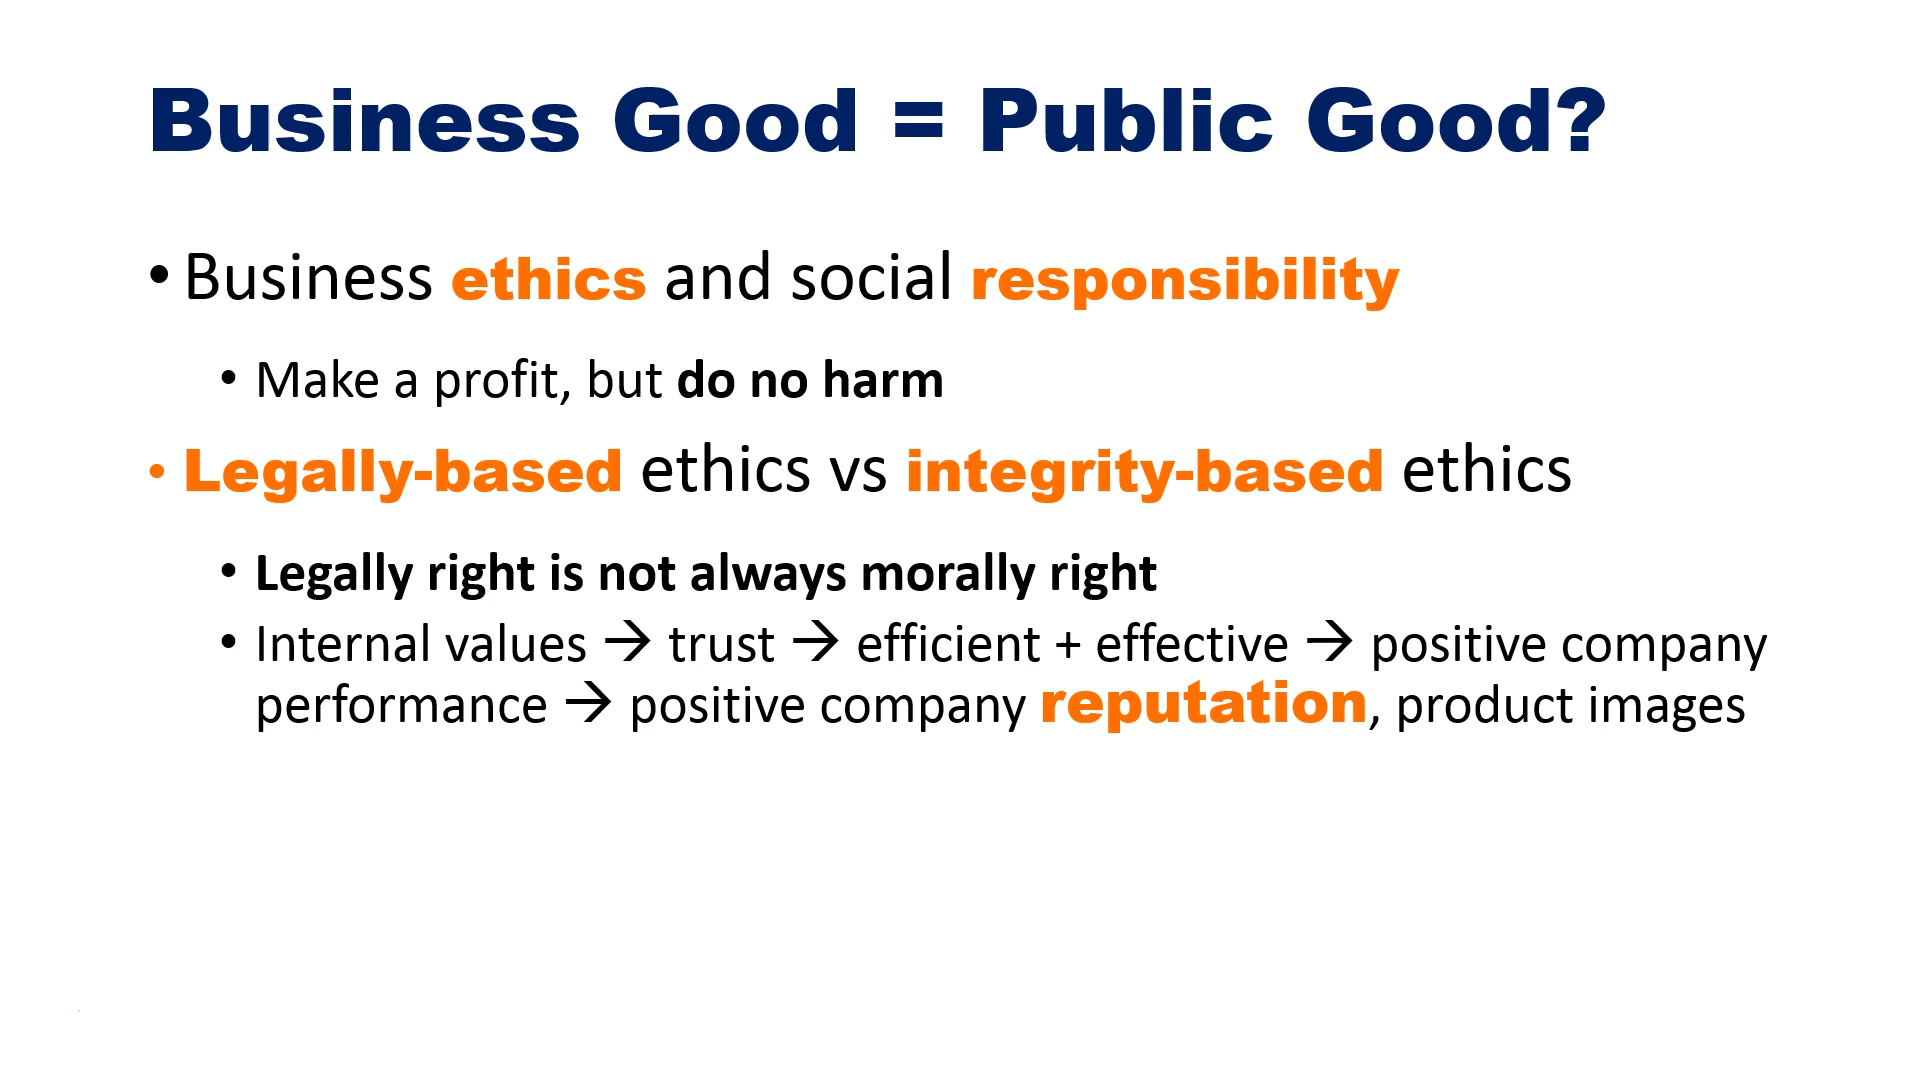 Business Good = Public Good?
• Business ethics and social responsibility
• Make a profit, but do no harm
• Legally-based ethics vs integrity-based ethics
• Legally right is not always morally right
• Internal values → trust → efficient + effective → positive company
performance → positive company reputation, product images